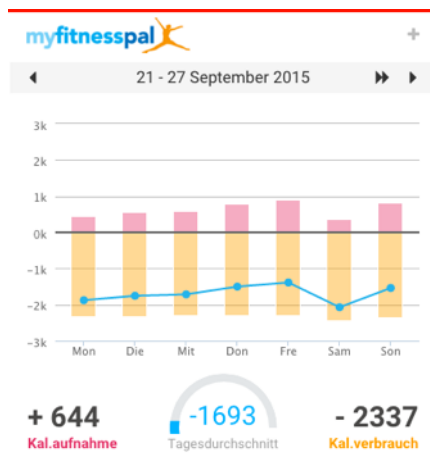 myfitnesspal
21 - 27 September 2015
3k
2k
1k
0k
-1k
-2k
-3k
Mon Die Mit Don Fre Sam Son
+ 644 -1693 - 2337
Kal.aufnahme Tagesdurchschnitt Kal.verbrauch